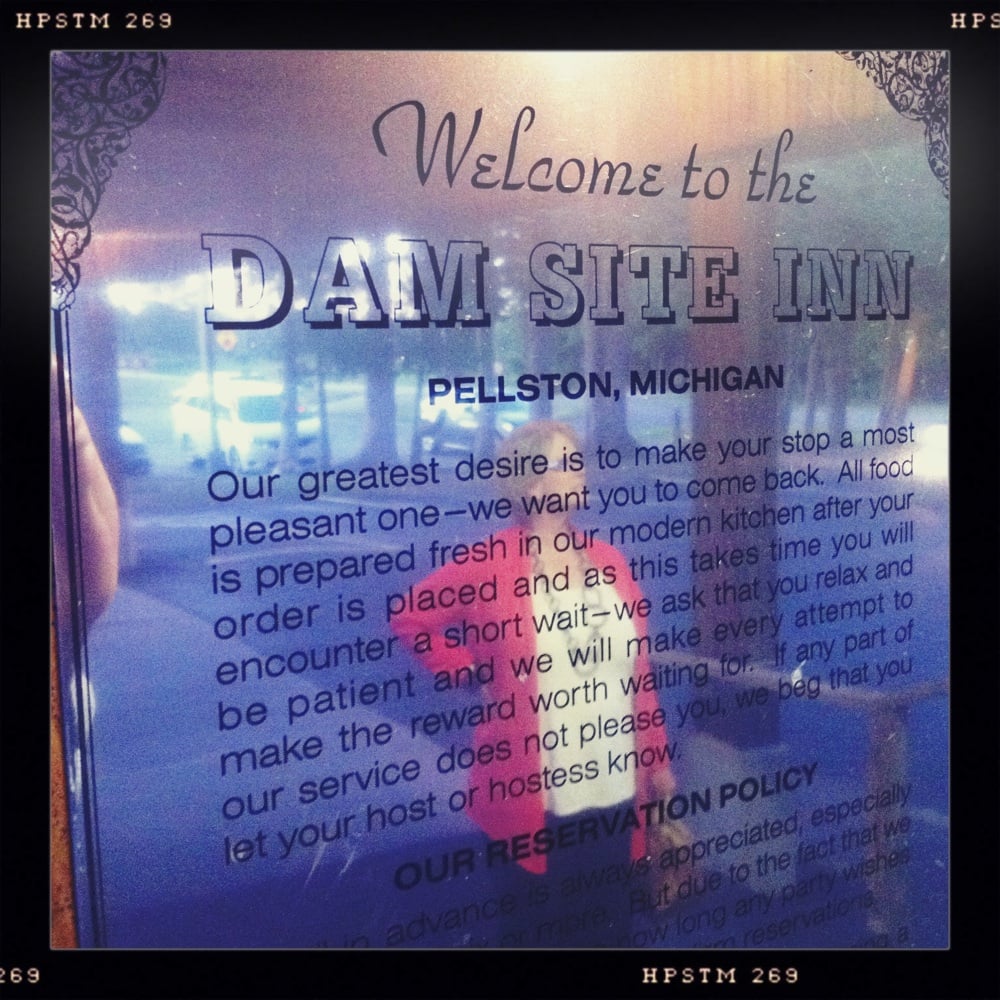 HPSTM 269
HPS
Welcome to the
DAM SITE INN
PELLSTON, MICHIGAN
Our greatest desire is to make your stop a most
pleasant one—we want you to come back. All food
is prepared fresh in our modern kitchen after your
order is placed and as this takes time you will
encounter a short wait—we ask that you relax and
be patient and we will make every attempt to
make the reward worth waiting for. If any part of
our service does not please you, we beg that you
let your host or hostess know.
OUR RESERVATION POLICY
in advance is always appreciated, especially
or more. But due to the fact that we
now long any party wishes
reservations.
a
269
HPSTM 269